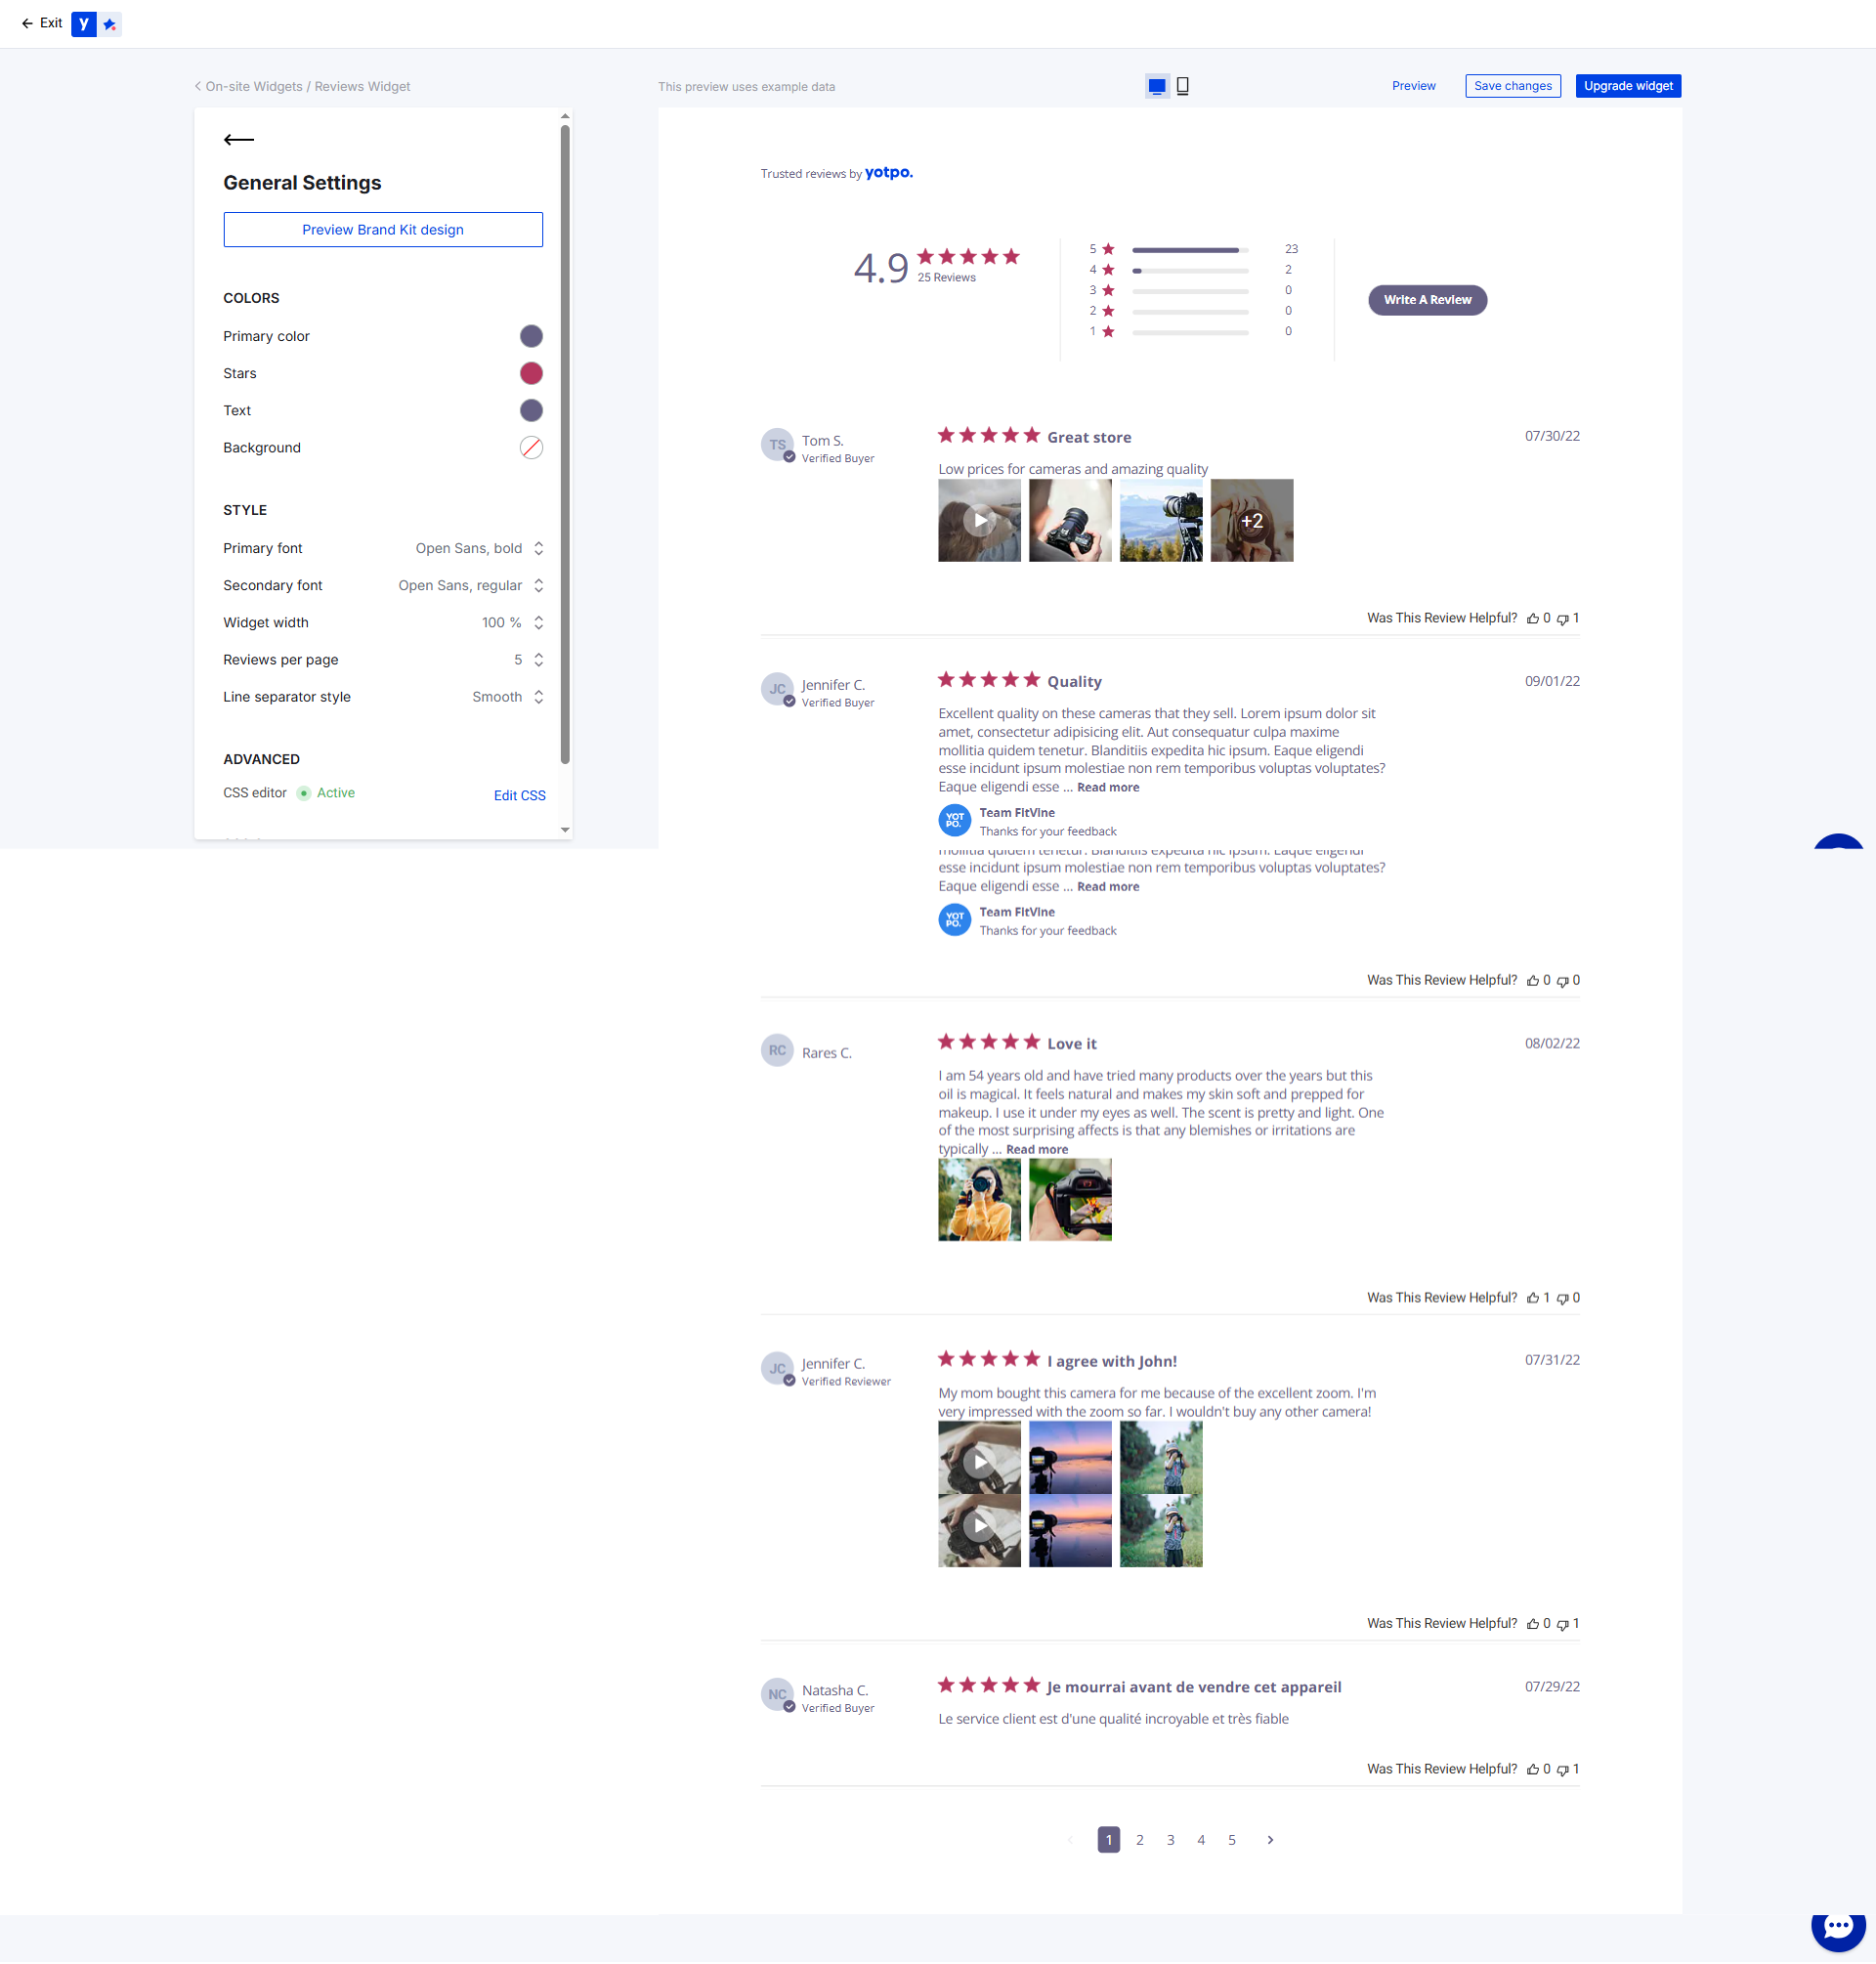 Exit y
On-site Widgets / Reviews Widget
This preview uses example data
Preview
Save changes
Upgrade widget
General Settings
Preview Brand Kit design
COLORS
Primary color
Stars
Text
Background
STYLE
Primary font Open Sans, bold
Secondary font Open Sans, regular
Widget width 100 %
Reviews per page 5
Line separator style Smooth
ADVANCED
CSS editor Active Edit CSS
Trusted reviews by yotpo.
4.9
25 Reviews
5 23
4 2
3 0
2 0
1 0
Write A Review
TS Tom S.
Verified Buyer
Great store
07/30/22
Low prices for cameras and amazing quality
+2
Was This Review Helpful? 0 1
JC Jennifer C.
Verified Buyer
Quality
09/01/22
Excellent quality on these cameras that they sell. Lorem ipsum dolor sit
amet, consectetur adipisicing elit. Aut consequatur culpa maxime
mollitia quidem tenetur. Blanditiis expedita hic ipsum. Eaque eligendi
esse incidunt ipsum molestiae non rem temporibus voluptas voluptates?
Eaque eligendi esse ... Read more
YOT
PO.
Team FitVine
Thanks for your feedback
mollitia quidem tenetur. Blanditiis expedita hic ipsum. Eaque eligendi
esse incidunt ipsum molestiae non rem temporibus voluptas voluptates?
Eaque eligendi esse ... Read more
YOT
PO.
Team FitVine
Thanks for your feedback
Was This Review Helpful? 0 0
RC Rares C.
Love it
08/02/22
I am 54 years old and have tried many products over the years but this
oil is magical. It feels natural and makes my skin soft and prepped for
makeup. I use it under my eyes as well. The scent is pretty and light. One
of the most surprising affects is that any blemishes or irritations are
typically ... Read more
Was This Review Helpful? 1 0
JC Jennifer C.
Verified Reviewer
I agree with John!
07/31/22
My mom bought this camera for me because of the excellent zoom. I'm
very impressed with the zoom so far. I wouldn't buy any other camera!
Was This Review Helpful? 0 1
NC Natasha C.
Verified Buyer
Je mourrai avant de vendre cet appareil
07/29/22
Le service client est d'une qualité incroyable et très fiable
Was This Review Helpful? 0 1
1 2 3 4 5